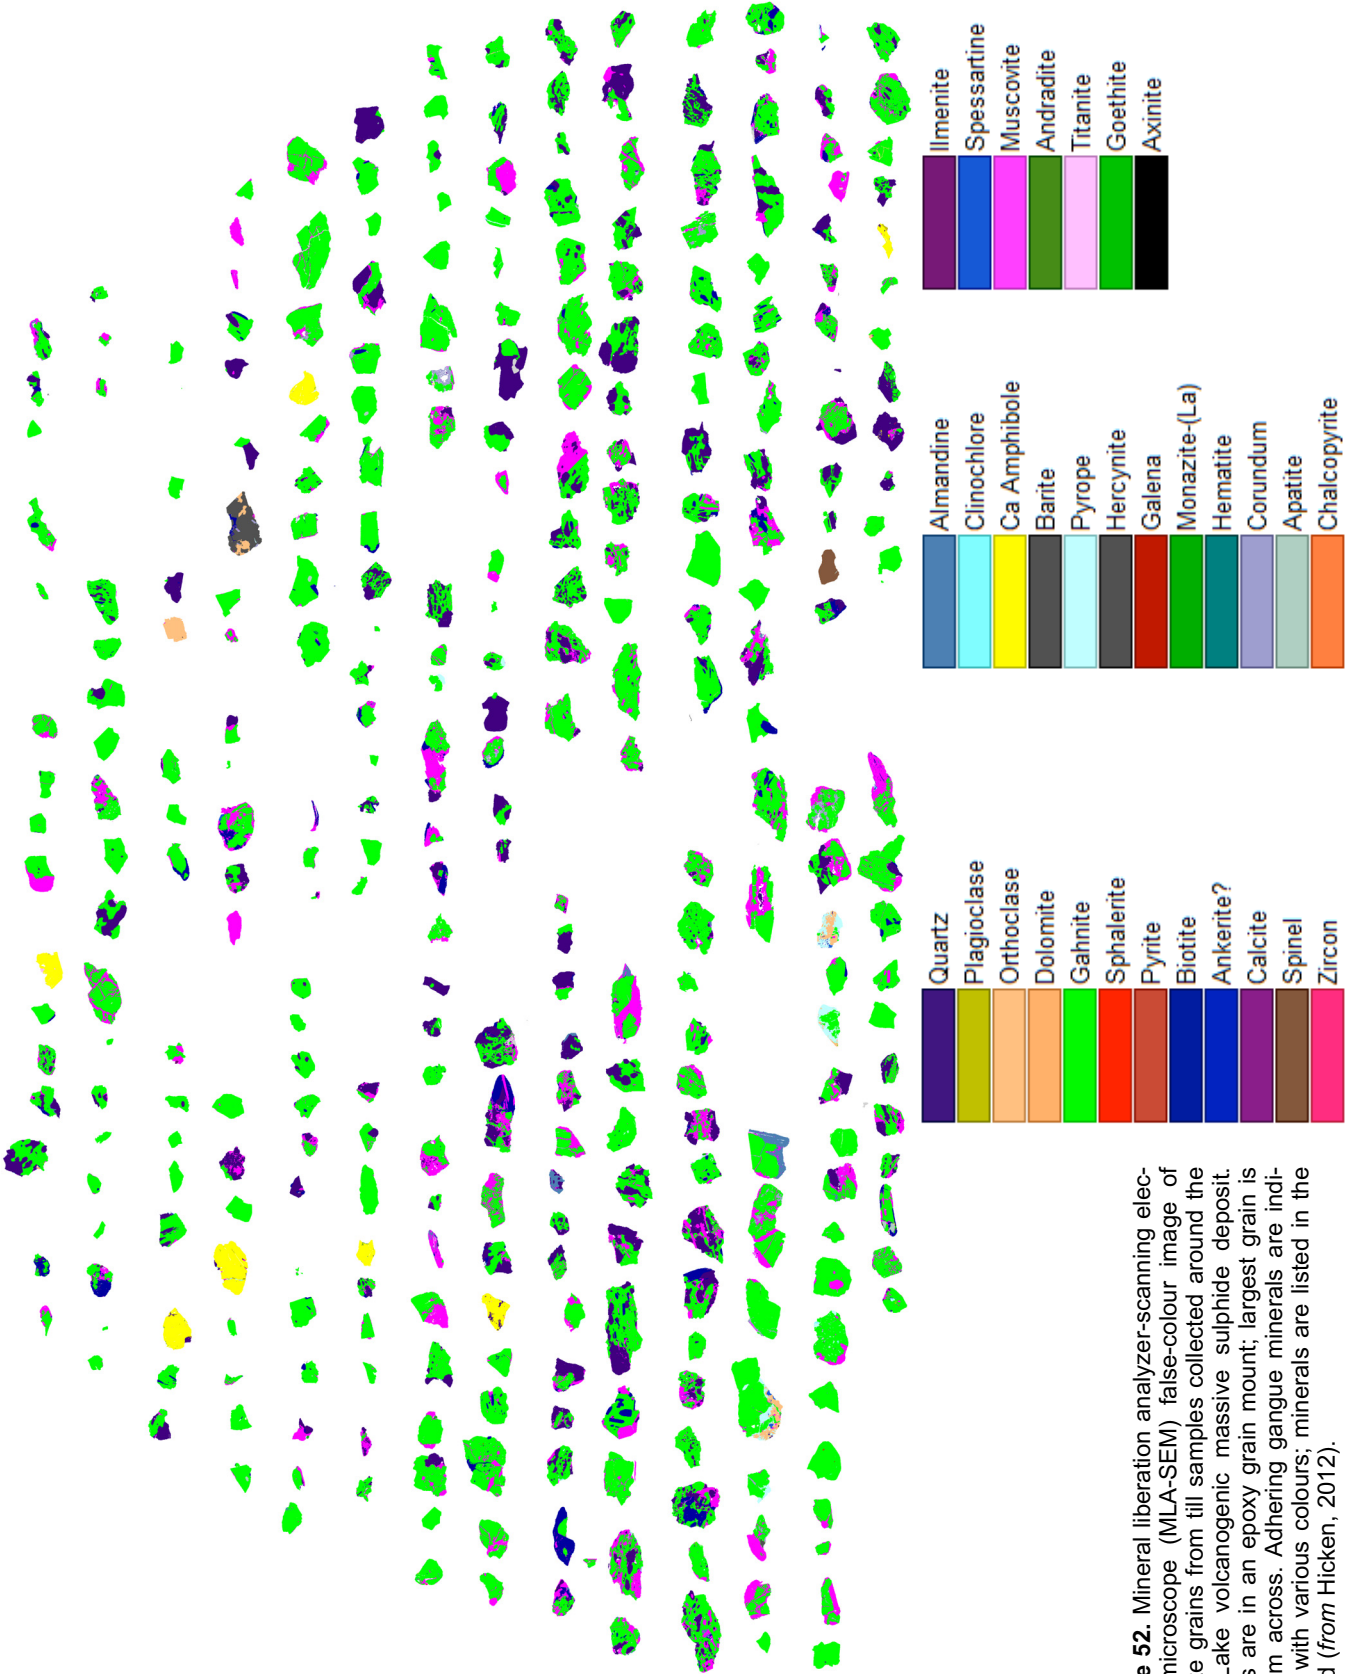 e 52. Mineral liberation analyzer-scanning elec-
microscope (MLA-SEM) false-colour image of
e grains from till samples collected around the
Lake volcanogenic massive sulphide deposit.
s are in an epoxy grain mount; largest grain is
m across. Adhering gangue minerals are indi-
with various colours; minerals are listed in the
d (from Hicken, 2012).
Quartz
Plagioclase
Orthoclase
Dolomite
Gahnite
Sphalerite
Pyrite
Biotite
Ankerite?
Calcite
Spinel
Zircon
Almandine
Clinochlore
Ca Amphibole
Barite
Pyrope
Hercynite
Galena
Monazite-(La)
Hematite
Corundum
Apatite
Chalcopyrite
Ilmenite
Spessartine
Muscovite
Andradite
Titanite
Goethite
Axinite